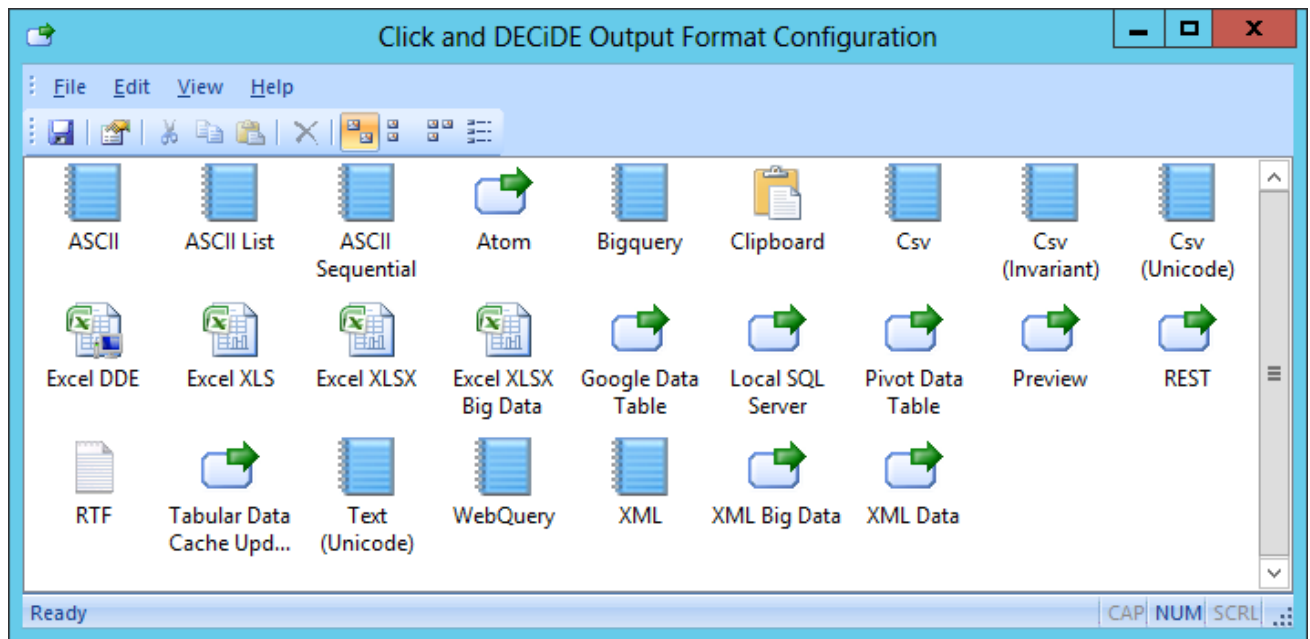 Click and DECiDE Output Format Configuration
File Edit View Help
ASCII
ASCII List
ASCII
Sequential
Atom
Bigquery
Clipboard
Csv
Csv
(Invariant)
Csv
(Unicode)
Excel DDE
Excel XLS
Excel XLSX
Excel XLSX
Big Data
Google Data
Table
Local SQL
Server
Pivot Data
Table
Preview
REST
RTF
Tabular Data
Cache Upd...
Text
(Unicode)
WebQuery
XML
XML Big Data
XML Data
Ready
CAP NUM SCRL